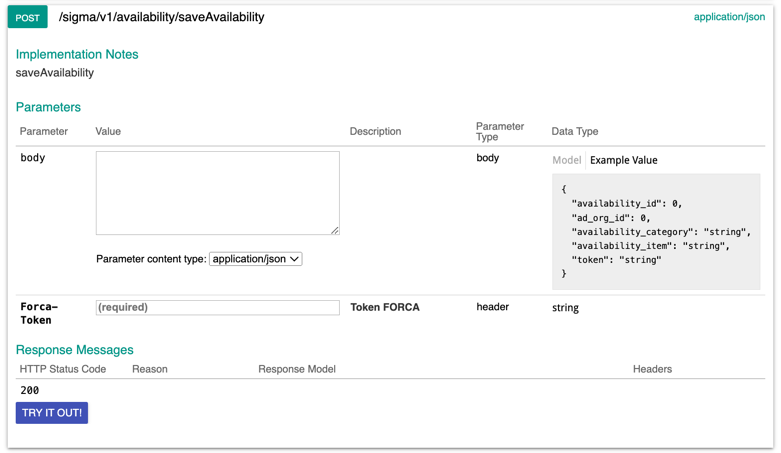 POST /sigma/v1/availability/saveAvailability application/json
Implementation Notes
saveAvailability
Parameters
Parameter Value Description Parameter Type Data Type
body body Model Example Value
{
"availability_id": 0,
"ad_org_id": 0,
"availability_category": "string",
"availability_item": "string",
"token": "string"
}
Parameter content type: application/json
Forca-Token (required) Token FORCA header string
Response Messages
HTTP Status Code Reason Response Model Headers
200
TRY IT OUT!